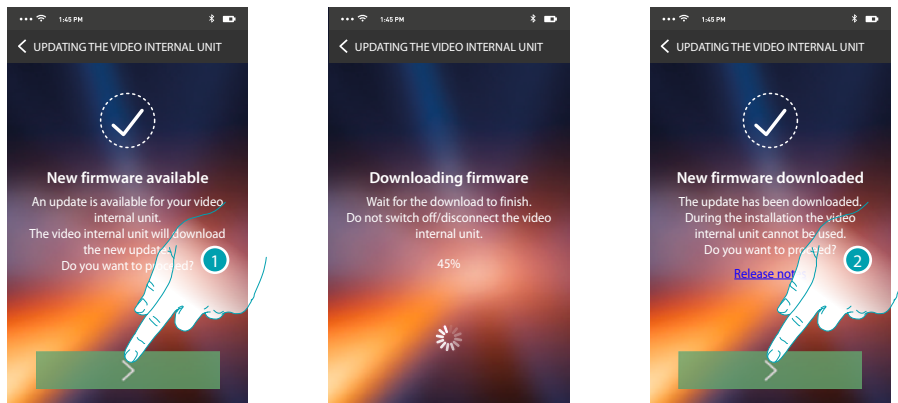 1:45 PM
UPDATING THE VIDEO INTERNAL UNIT
New firmware available
An update is available for your video
internal unit.
The video internal unit will download
the new update.
Do you want to proceed?
1
1:45 PM
UPDATING THE VIDEO INTERNAL UNIT
Downloading firmware
Wait for the download to finish.
Do not switch off/disconnect the video
internal unit.
45%
1:45 PM
UPDATING THE VIDEO INTERNAL UNIT
New firmware downloaded
The update has been downloaded.
During the installation the video
internal unit cannot be used.
Do you want to proceed?
2
Release notes